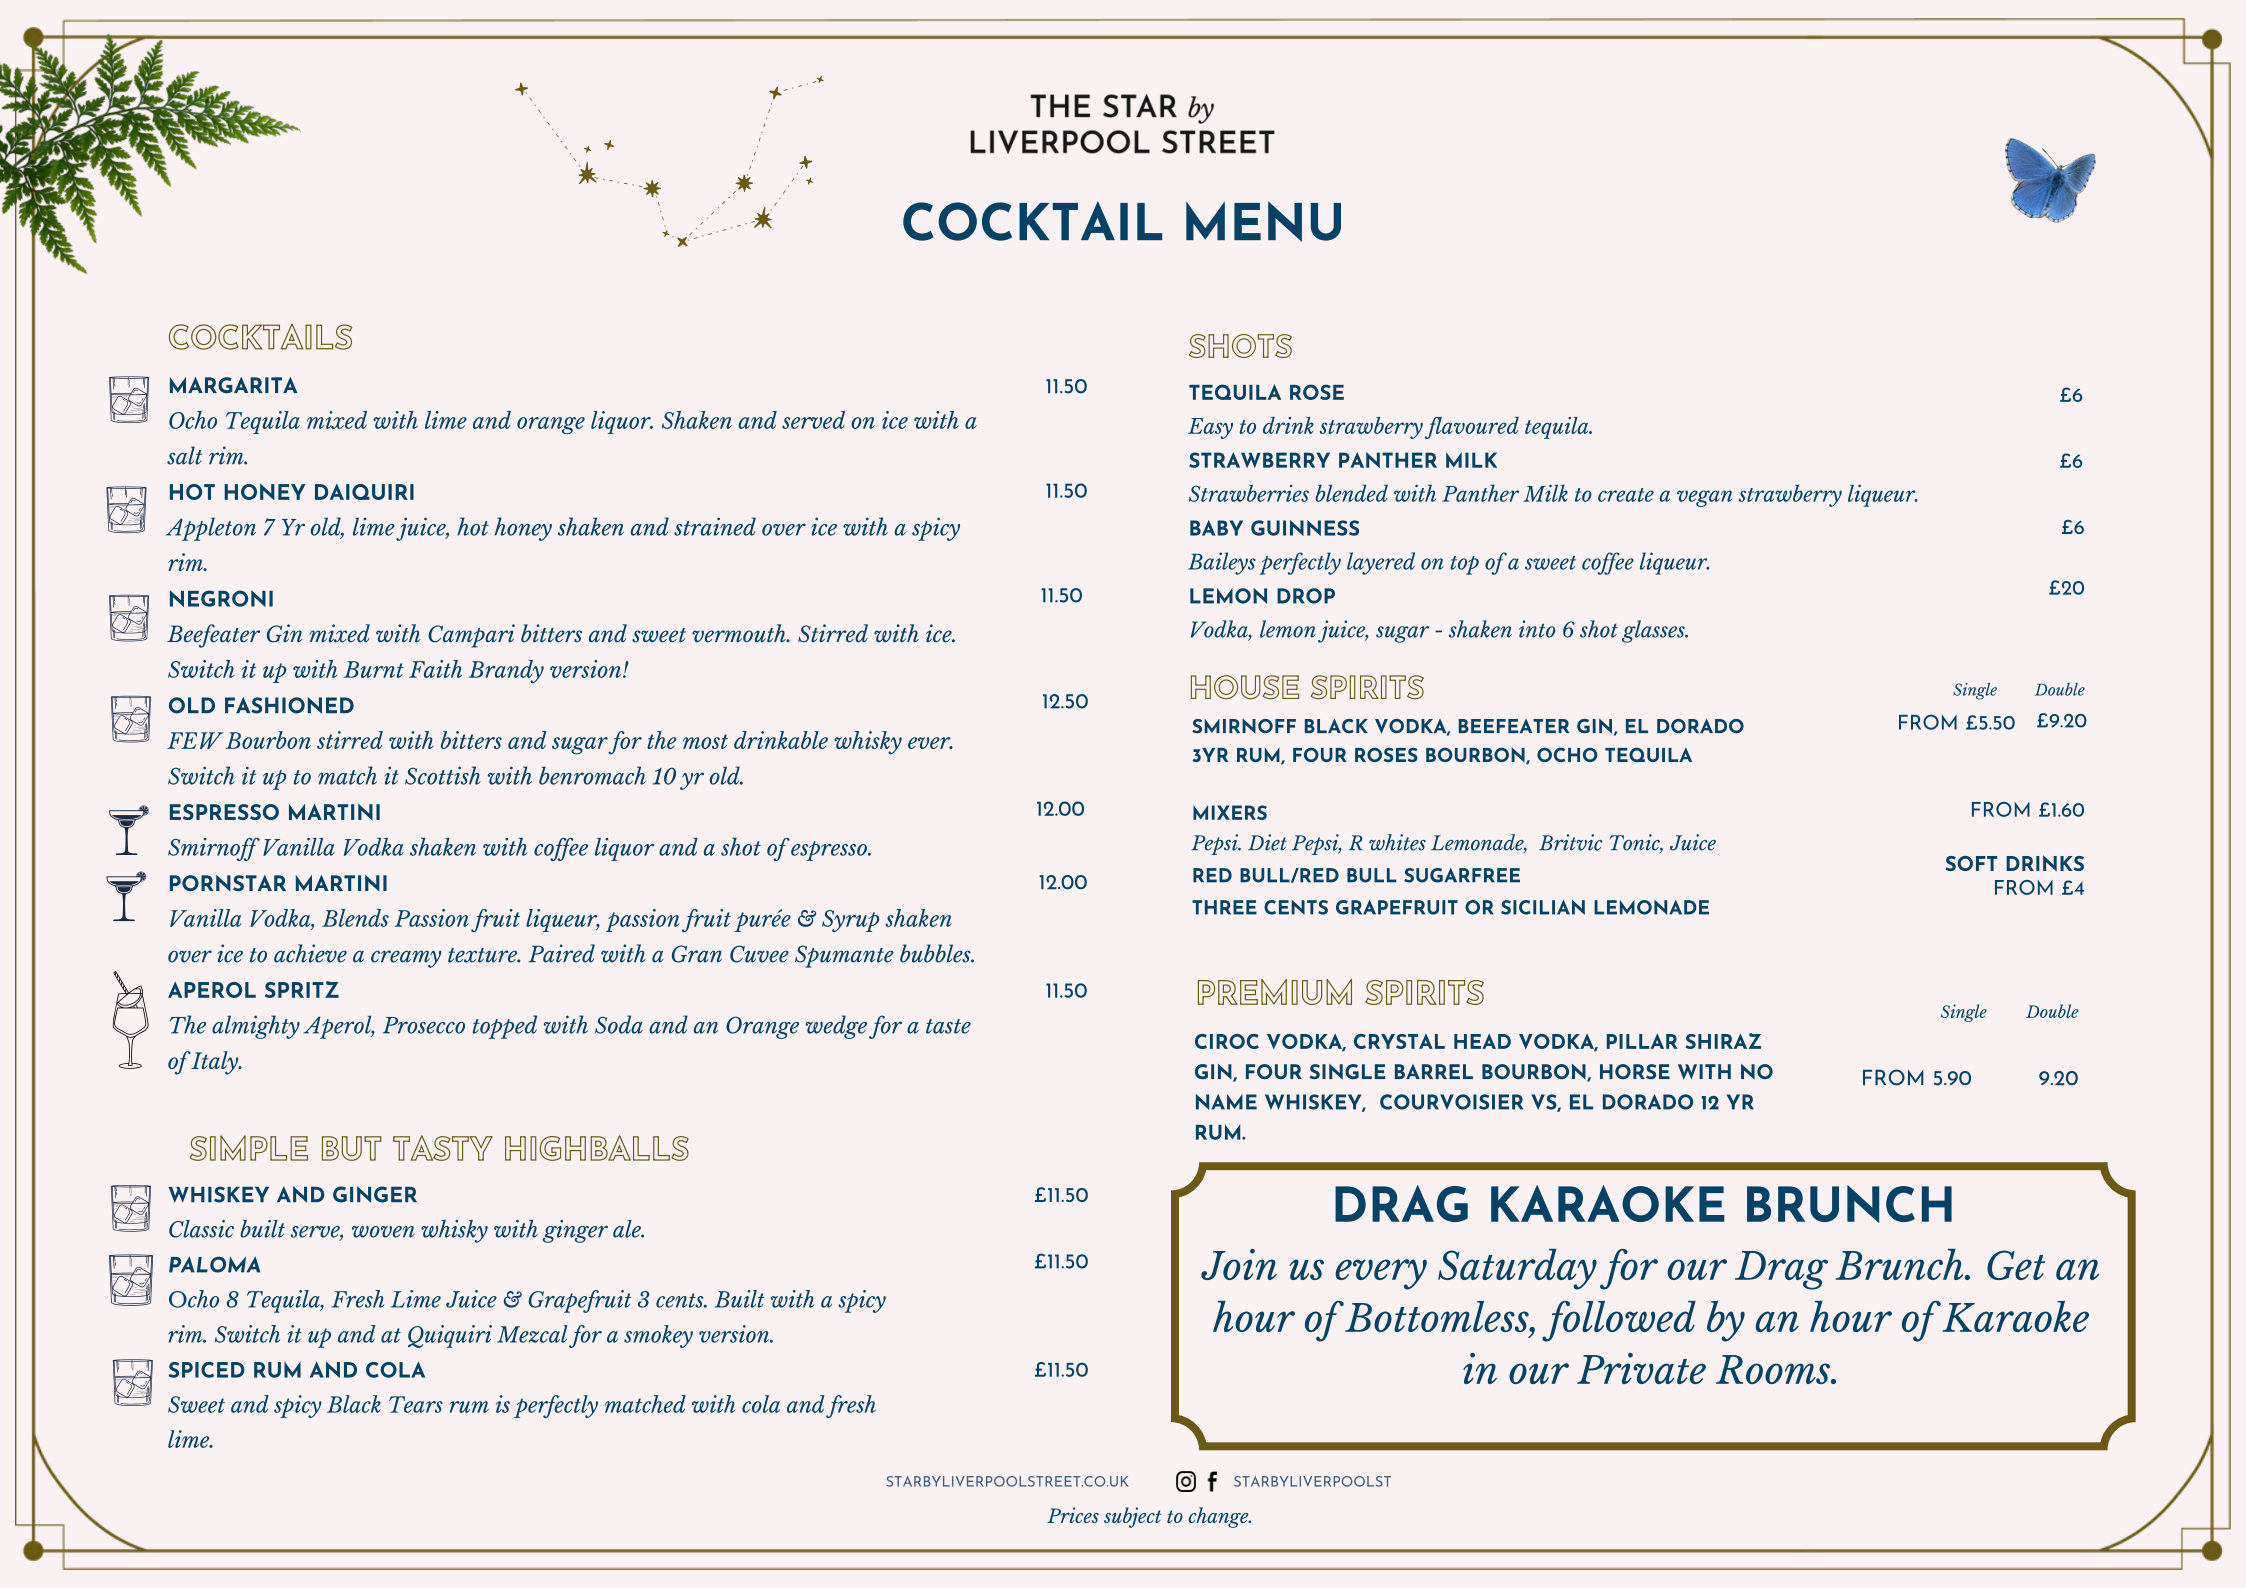 THE STAR by
LIVERPOOL STREET
COCKTAIL MENU
COCKTAILS
MARGARITA 11.50
Ocho Tequila mixed with lime and orange liquor. Shaken and served on ice with a
salt rim.
HOT HONEY DAIQUIRI 11.50
Appleton 7 Yr old, lime juice, hot honey shaken and strained over ice with a spicy
rim.
NEGRONI 11.50
Beefeater Gin mixed with Campari bitters and sweet vermouth. Stirred with ice.
Switch it up with Burnt Faith Brandy version!
OLD FASHIONED 12.50
FEW Bourbon stirred with bitters and sugar for the most drinkable whisky ever.
Switch it up to match it Scottish with benromach 10 yr old.
ESPRESSO MARTINI 12.00
Smirnoff Vanilla Vodka shaken with coffee liquor and a shot of espresso.
PORNSTAR MARTINI 12.00
Vanilla Vodka, Blends Passion fruit liqueur, passion fruit purée & Syrup shaken
over ice to achieve a creamy texture. Paired with a Gran Cuvee Spumante bubbles.
APEROL SPRITZ 11.50
The almighty Aperol, Prosecco topped with Soda and an Orange wedge for a taste
of Italy.
SIMPLE BUT TASTY HIGHBALLS
WHISKEY AND GINGER £11.50
Classic built serve, woven whisky with ginger ale.
PALOMA £11.50
Ocho 8 Tequila, Fresh Lime Juice & Grapefruit 3 cents. Built with a spicy
rim. Switch it up and at Quiquiri Mezcal for a smokey version.
SPICED RUM AND COLA £11.50
Sweet and spicy Black Tears rum is perfectly matched with cola and fresh
lime.
SHOTS
TEQUILA ROSE £6
Easy to drink strawberry flavoured tequila.
STRAWBERRY PANTHER MILK £6
Strawberries blended with Panther Milk to create a vegan strawberry liqueur.
BABY GUINNESS £6
Baileys perfectly layered on top of a sweet coffee liqueur.
LEMON DROP £20
Vodka, lemon juice, sugar - shaken into 6 shot glasses.
HOUSE SPIRITS Single Double
SMIRNOFF BLACK VODKA, BEEFEATER GIN, EL DORADO FROM £5.50 £9.20
3YR RUM, FOUR ROSES BOURBON, OCHO TEQUILA
MIXERS FROM £1.60
Pepsi. Diet Pepsi, R whites Lemonade, Britvic Tonic, Juice
SOFT DRINKS
RED BULL/RED BULL SUGARFREE
FROM £4
THREE CENTS GRAPEFRUIT OR SICILIAN LEMONADE
PREMIUM SPIRITS
Single Double
CIROC VODKA, CRYSTAL HEAD VODKA, PILLAR SHIRAZ
GIN, FOUR SINGLE BARREL BOURBON, HORSE WITH NO FROM 5.90 9.20
NAME WHISKEY, COURVOISIER VS, EL DORADO 12 YR
RUM.
DRAG KARAOKE BRUNCH
Join us every Saturday for our Drag Brunch. Get an
hour of Bottomless, followed by an hour of Karaoke
in our Private Rooms.
STARBYLIVERPOOLSTREET.CO.UK STARBYLIVERPOOLST
Prices subject to change.